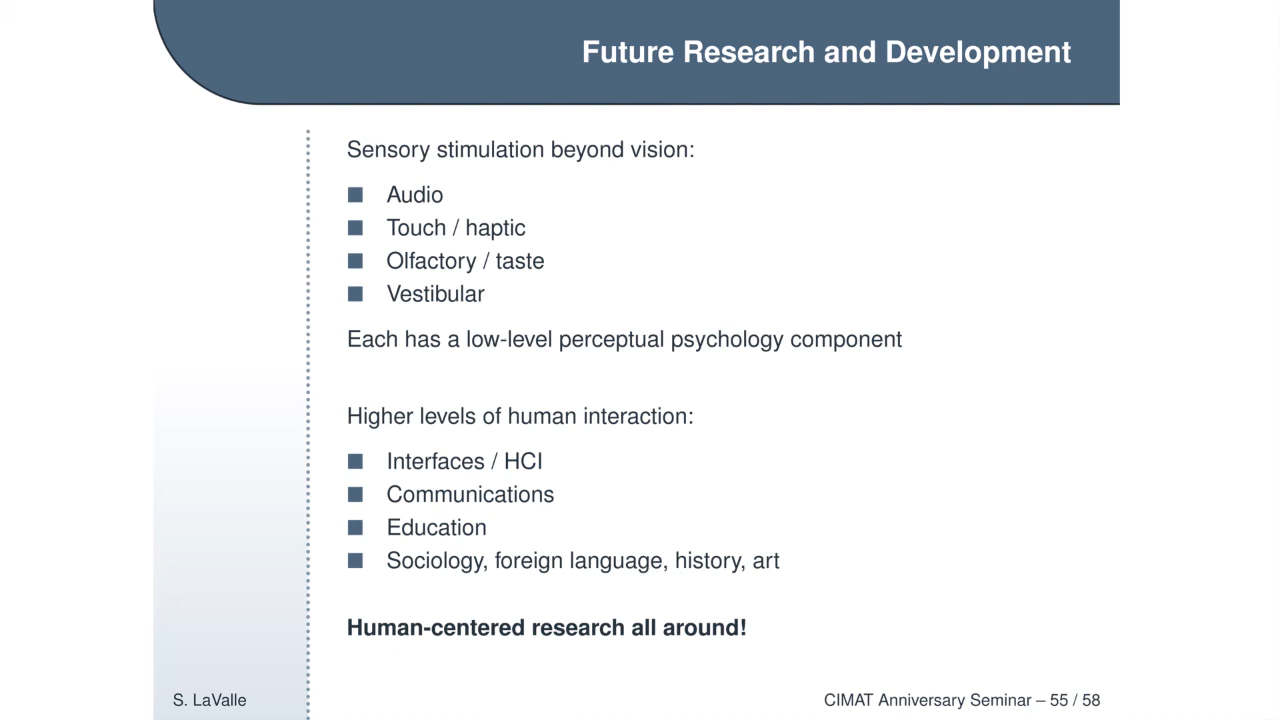 Future Research and Development
Sensory stimulation beyond vision:
Audio
Touch / haptic
Olfactory / taste
Vestibular
Each has a low-level perceptual psychology component
Higher levels of human interaction:
Interfaces / HCI
Communications
Education
Sociology, foreign language, history, art
Human-centered research all around!
S. LaValle
CIMAT Anniversary Seminar – 55 / 58